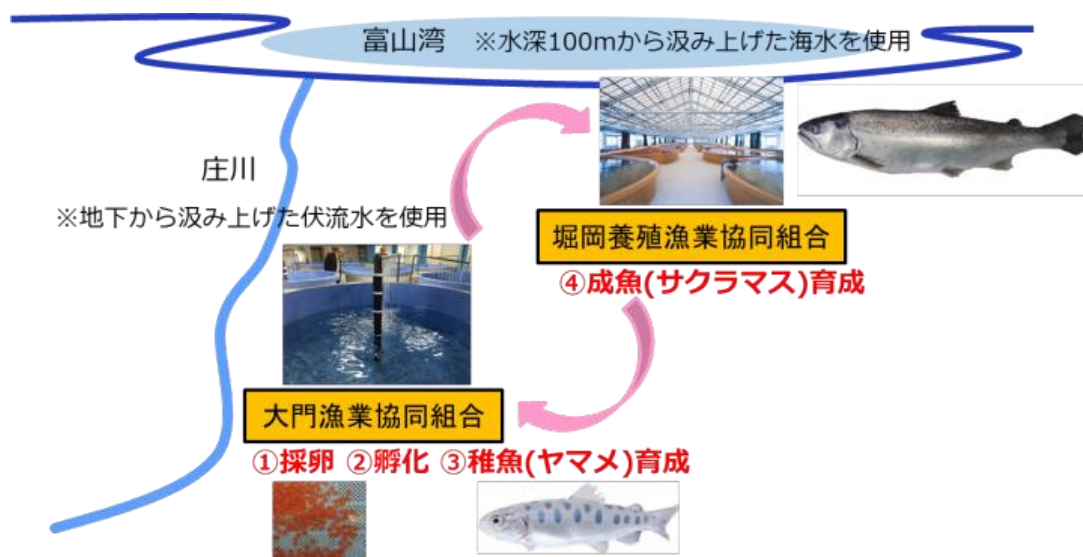 富山湾 ※水深100mから汲み上げた海水を使用
庄川
※地下から汲み上げた伏流水を使用
堀岡養殖漁業協同組合
④成魚(サクラマス)育成
大門漁業協同組合
①採卵 ②孵化 ③稚魚(ヤマメ)育成